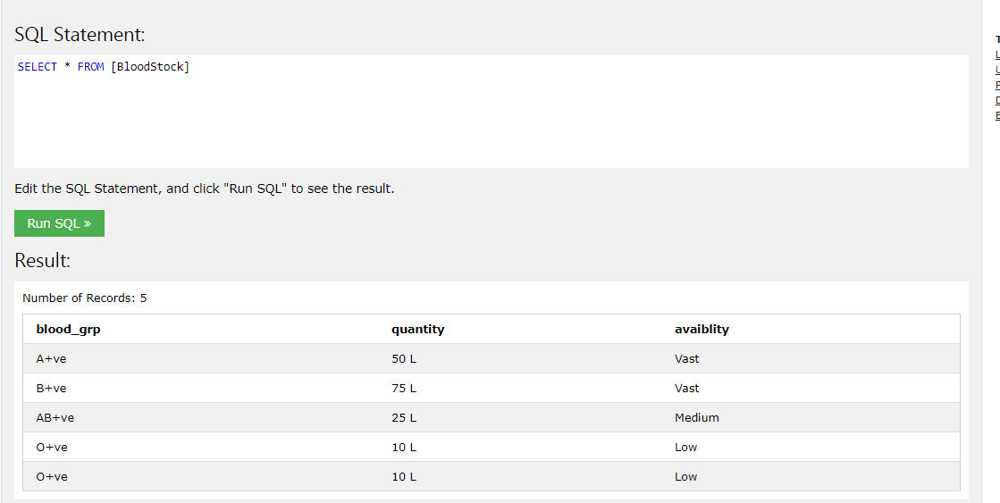 SQL Statement:
SELECT * FROM [BloodStock]
Edit the SQL Statement, and click "Run SQL" to see the result.
Run SQL »
Result:
Number of Records: 5
blood_grp quantity avaiblity
A+ve 50 L Vast
B+ve 75 L Vast
AB+ve 25 L Medium
O+ve 10 L Low
O+ve 10 L Low